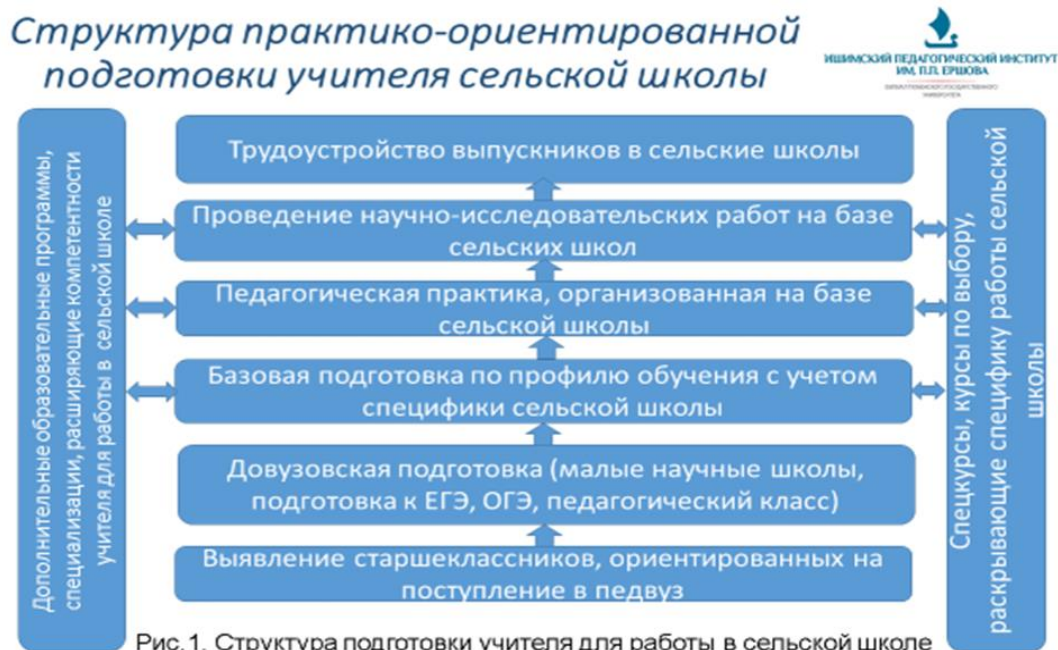 Структура практико-ориентированной
подготовки учителя сельской школы
ИШИМСКИЙ ПЕДАГОГИЧЕСКИЙ ИНСТИТУТ
ИМ. П.П. ЕРШОВА
Дополнительные образовательные программы,
специализации, расширяющие компетентности
учителя для работы в сельской школе
Трудоустройство выпускников в сельские школы
Проведение научно-исследовательских работ на базе
сельских школ
Педагогическая практика, организованная на базе
сельской школы
Базовая подготовка по профилю обучения с учетом
специфики сельской школы
Довузовская подготовка (малые научные школы,
подготовка к ЕГЭ, ОГЭ, педагогический класс)
Выявление старшеклассников, ориентированных на
поступление в педвуз
Спецкурсы, курсы по выбору,
раскрывающие специфику работы сельской
школы
Рис.1. Структура подготовки учителя для работы в сельской школе